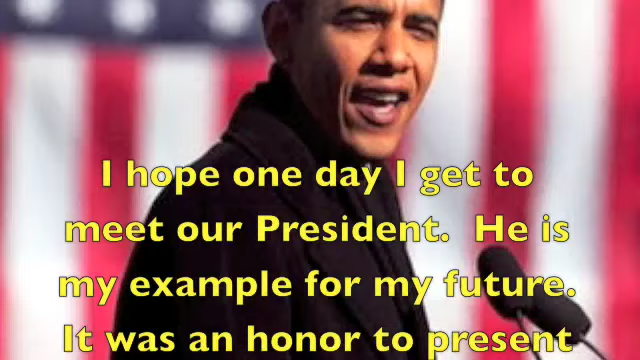 I hope one day I get to
meet our President.  He is
my example for my future.
It was an honor to present